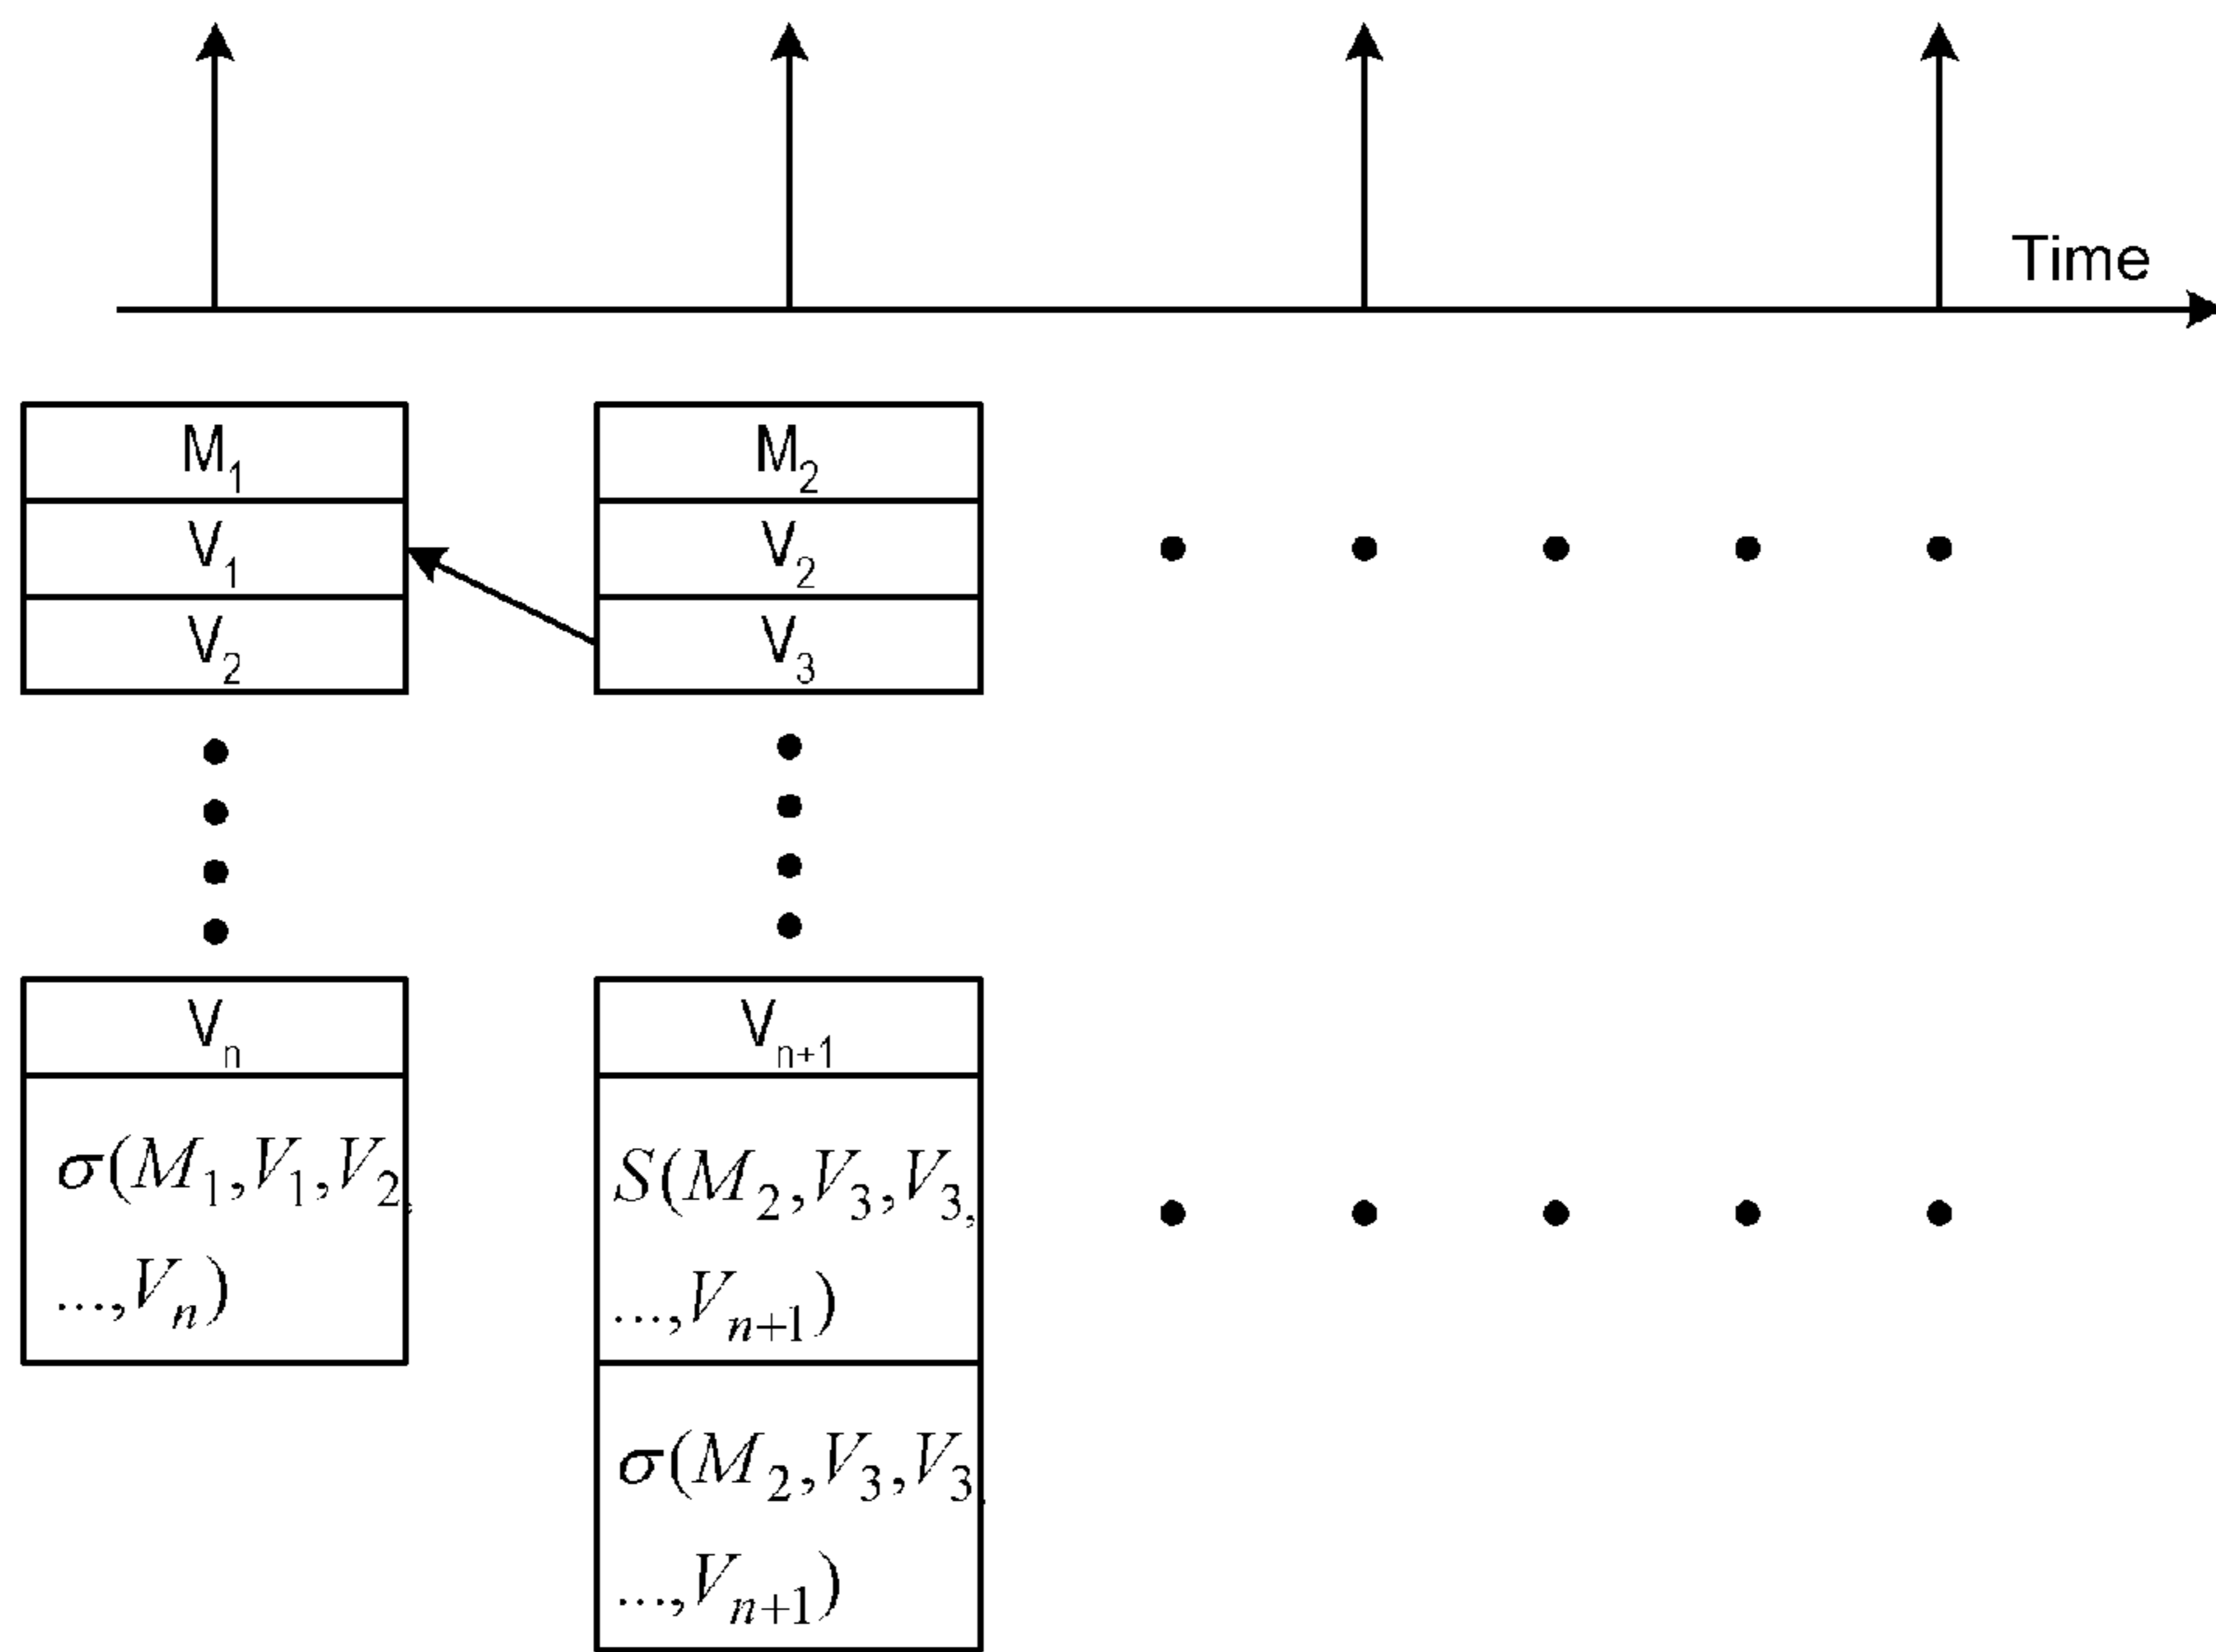 Time
M₁
V₁
V₂
M₂
V₂
V₃
Vₙ
σ(M₁,V₁,V₂,
...,Vₙ)
Vₙ₊₁
S(M₂,V₃,V₃,
...,Vₙ₊₁)
σ(M₂,V₃,V₃,
...,Vₙ₊₁)